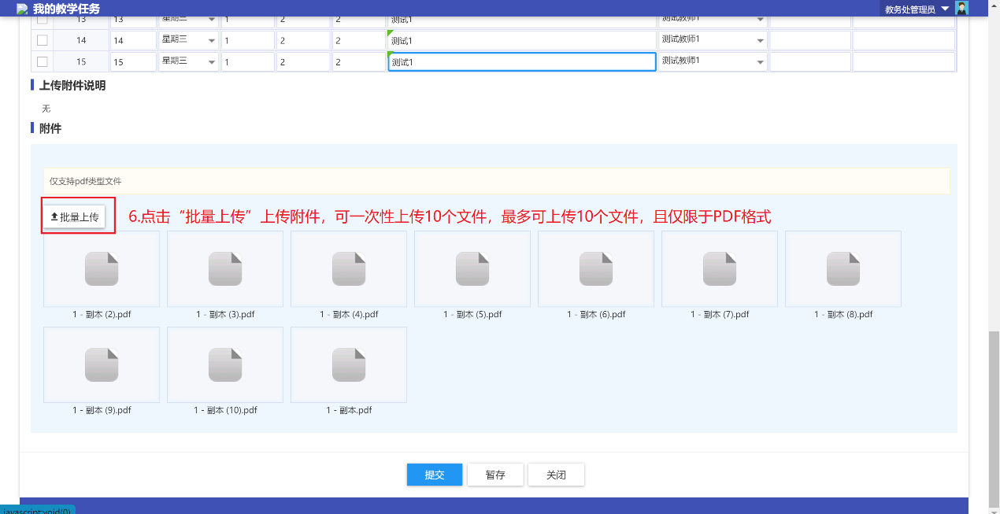 我的教学任务
教务处管理员
13 13 星期三 1 2 2 测试1 测试教师1
14 14 星期三 1 2 2 测试1 测试教师1
15 15 星期三 1 2 2 测试1 测试教师1
上传附件说明
无
附件
仅支持pdf类型文件
批量上传 6.点击“批量上传”上传附件，可一次性上传10个文件，最多可上传10个文件，且仅限于PDF格式
1 - 副本 (2).pdf 1 - 副本 (3).pdf 1 - 副本 (4).pdf 1 - 副本 (5).pdf 1 - 副本 (6).pdf 1 - 副本 (7).pdf 1 - 副本 (8).pdf
1 - 副本 (9).pdf 1 - 副本 (10).pdf 1 - 副本.pdf
提交 暂存 关闭
javascript:void(0)